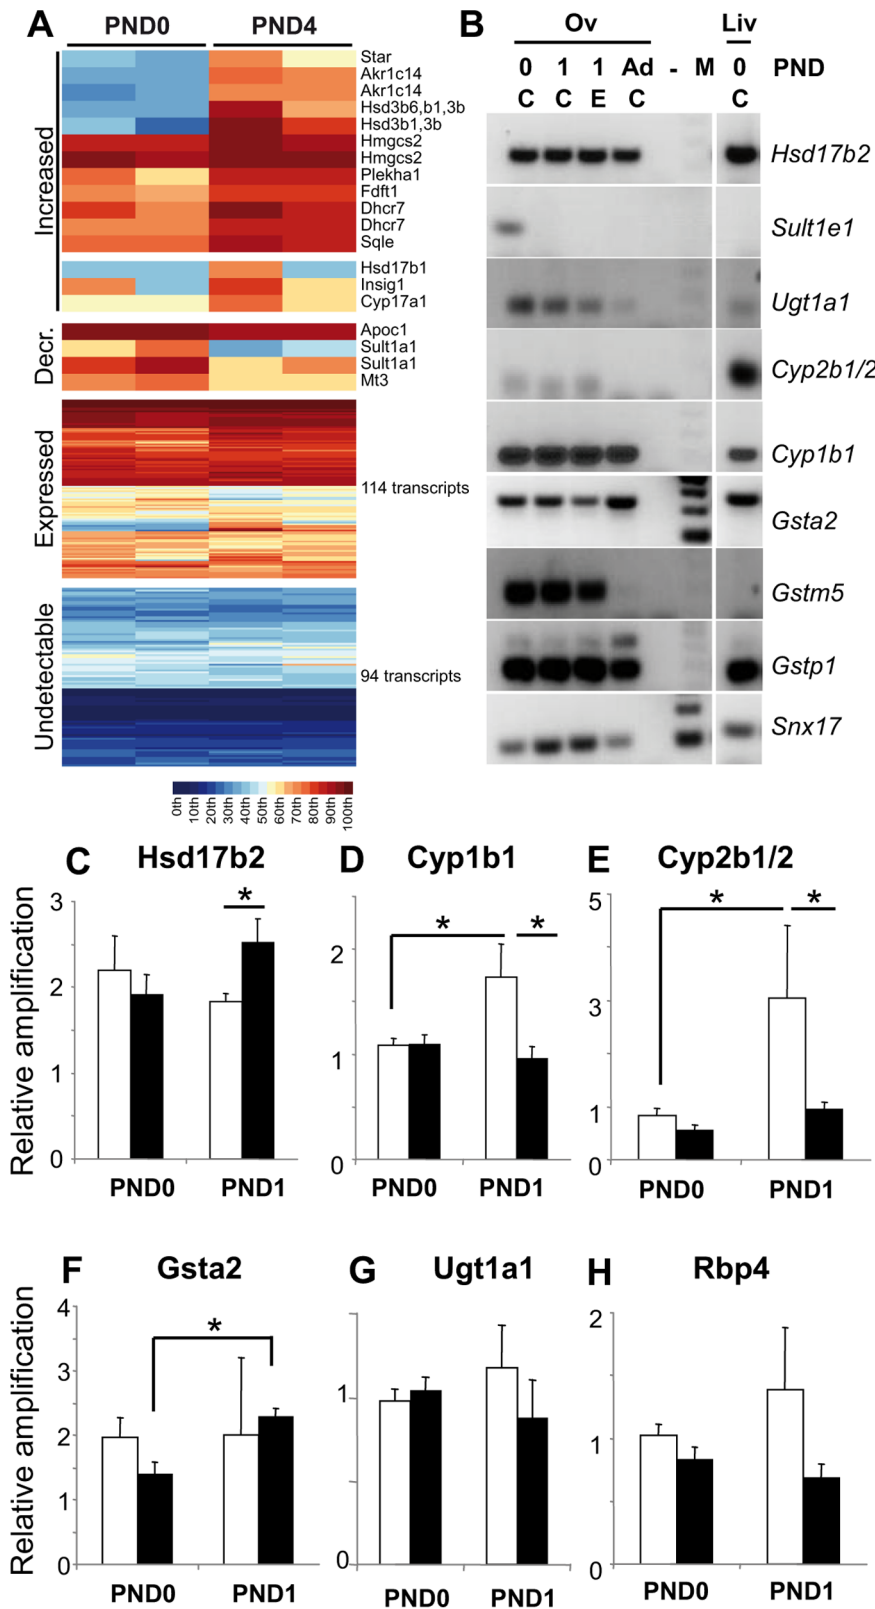 A
PND0 PND4
Increased
Star
Akr1c14
Akr1c14
Hsd3b6,b1,3b
Hsd3b1,3b
Hmgcs2
Hmgcs2
Plekha1
Fdft1
Dhcr7
Dhcr7
Sqle
Hsd17b1
Insig1
Cyp17a1
Decr.
Apoc1
Sult1a1
Sult1a1
Mt3
Expressed
114 transcripts
Undetectable
94 transcripts
0th 10th 20th 30th 40th 50th 60th 70th 80th 90th 100th
B
Ov Liv
0 1 1 Ad - M 0 PND
C C E C C
Hsd17b2
Sult1e1
Ugt1a1
Cyp2b1/2
Cyp1b1
Gsta2
Gstm5
Gstp1
Snx17
C Hsd17b2
Relative amplification
3
2
1
0
*
PND0 PND1
D Cyp1b1
2
1
0
* *
PND0 PND1
E Cyp2b1/2
5
3
1
0
* *
PND0 PND1
F Gsta2
Relative amplification
4
3
2
1
0
*
PND0 PND1
G Ugt1a1
1
0
PND0 PND1
H Rbp4
2
1
0
PND0 PND1